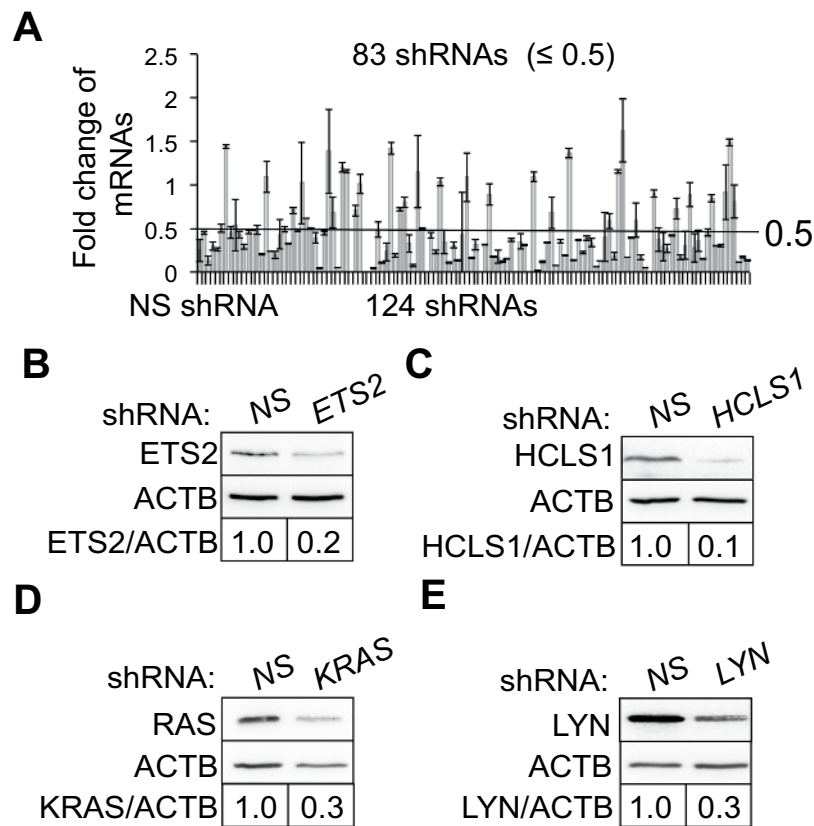 A
83 shRNAs (≤ 0.5)
Fold change of
mRNAs
2.5
2
1.5
1
0.5
0
0.5
NS shRNA 124 shRNAs
B
shRNA: NS ETS2
ETS2
ACTB
ETS2/ACTB 1.0 0.2
C
shRNA: NS HCLS1
HCLS1
ACTB
HCLS1/ACTB 1.0 0.1
D
shRNA: NS KRAS
RAS
ACTB
KRAS/ACTB 1.0 0.3
E
shRNA: NS LYN
LYN
ACTB
LYN/ACTB 1.0 0.3